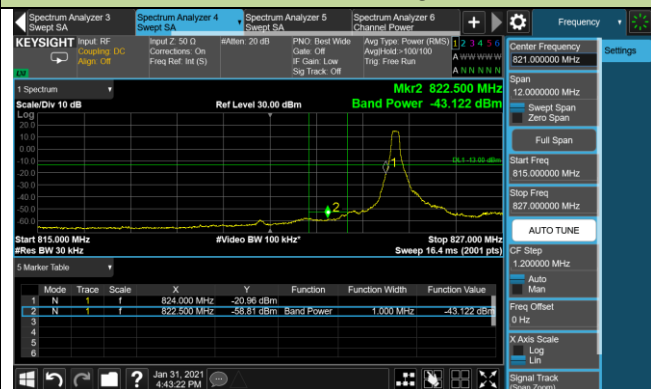 Spectrum Analyzer 3
Swept SA
Spectrum Analyzer 4
Swept SA
Spectrum Analyzer 5
Swept SA
Spectrum Analyzer 6
Channel Power
+
Frequency
KEYSIGHT
Input: RF
Coupling: DC
Align: Off
Input Z: 50 Ω
Corrections: On
Freq Ref: Int (S)
#Atten: 20 dB
PNO: Best Wide
Gate: Off
IF Gain: Low
Sig Track: Off
Avg Type: Power (RMS)
Avg|Hold:>100/100
Trig: Free Run
1 2 3 4 5 6
A W W W W W
A N N N N N
LXI
1 Spectrum
Scale/Div 10 dB
Ref Level 30.00 dBm
Mkr2 822.500 MHz
Band Power -43.122 dBm
Log
20.0
10.0
0.00
-10.0
-20.0
-30.0
-40.0
-50.0
-60.0
DL1 -13.00 dBm
1
2
Start 815.000 MHz
#Video BW 100 kHz*
Stop 827.000 MHz
#Res BW 30 kHz
Sweep 16.4 ms (2001 pts)
5 Marker Table
Mode Trace Scale X Y Function Function Width Function Value
1 N 1 f 824.000 MHz -20.96 dBm
2 N 1 f 822.500 MHz -58.81 dBm Band Power 1.000 MHz -43.122 dBm
3
4
5
6
Jan 31, 2021
4:43:22 PM
?
Center Frequency
821.000000 MHz
Settings
Span
12.0000000 MHz
Swept Span
Zero Span
Full Span
Start Freq
815.000000 MHz
Stop Freq
827.000000 MHz
AUTO TUNE
CF Step
1.200000 MHz
Auto
Man
Freq Offset
0 Hz
X Axis Scale
Log
Lin
Signal Track
(Span Zoom)